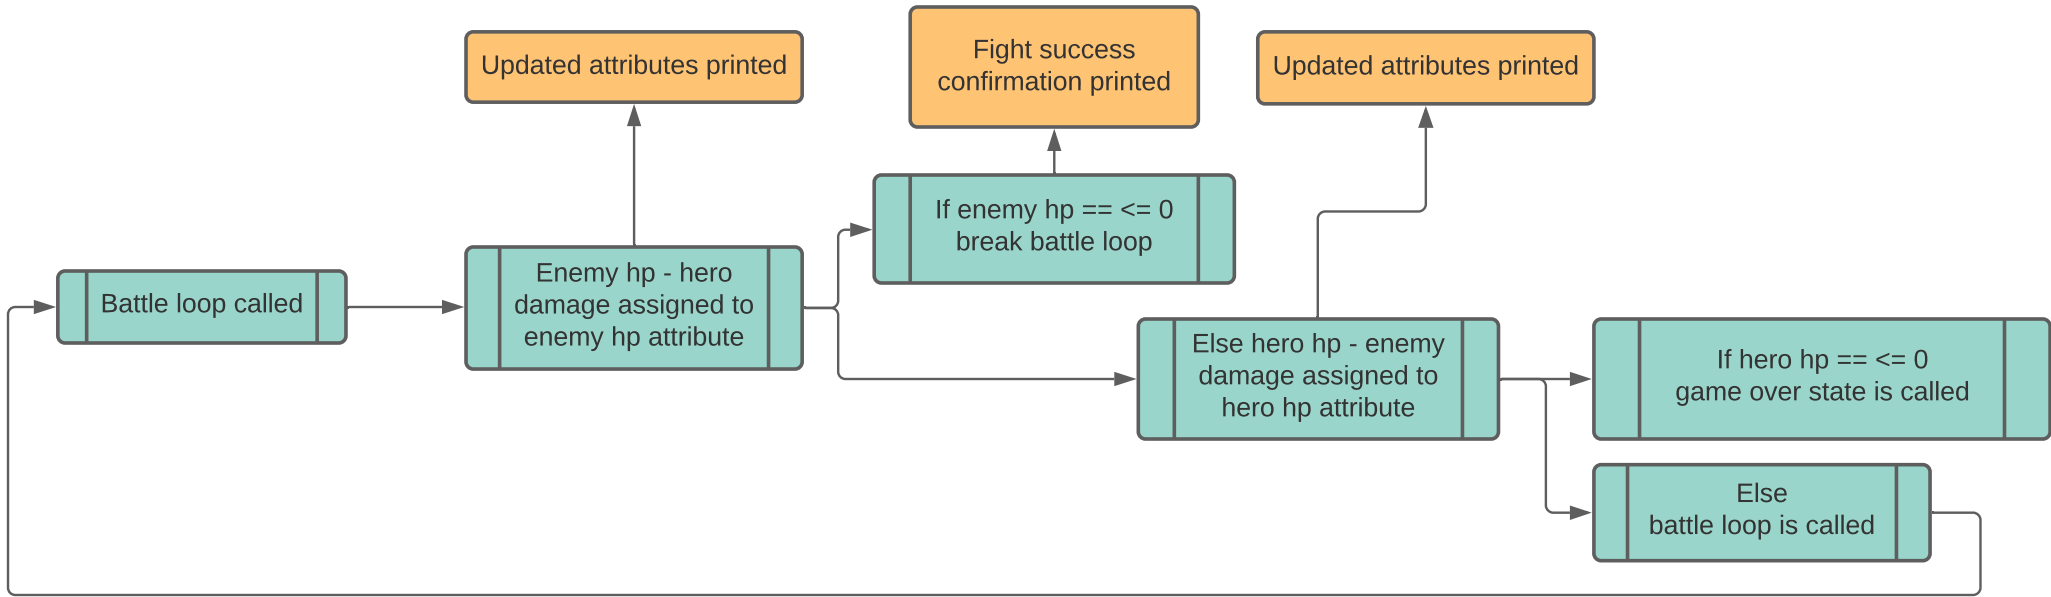 Updated attributes printed
Fight success
confirmation printed
Updated attributes printed
If enemy hp == <= 0
break battle loop
Battle loop called
Enemy hp - hero
damage assigned to
enemy hp attribute
Else hero hp - enemy
damage assigned to
hero hp attribute
If hero hp == <= 0
game over state is called
Else
battle loop is called